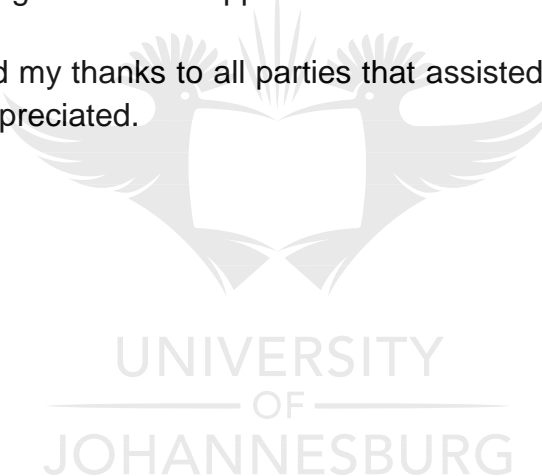 d my thanks to all parties that assisted
preciated.
UNIVERSITY
OF
JOHANNESBURG